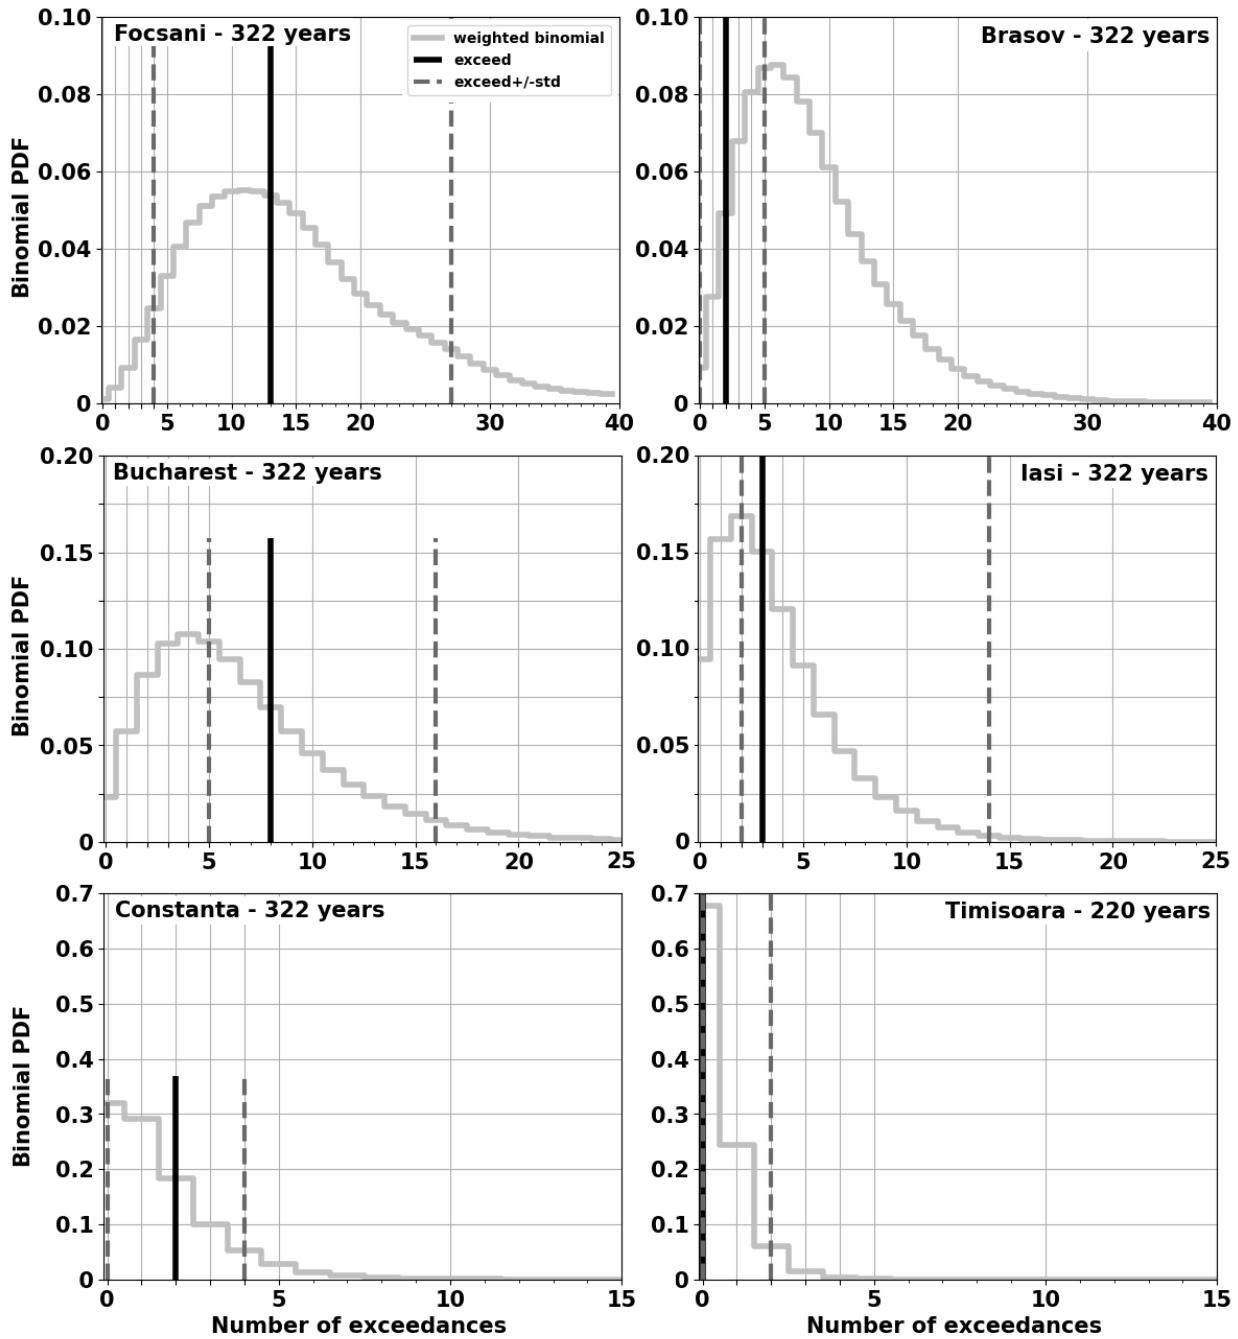 Focsani - 322 years
weighted binomial
exceed
exceed+/-std
Binomial PDF
0.10
0.08
0.06
0.04
0.02
0
0 5 10 15 20 30 40
Brasov - 322 years
0.10
0.08
0.06
0.04
0.02
0
0 5 10 20 30 40
Bucharest - 322 years
Binomial PDF
0.20
0.15
0.10
0.05
0
0 5 10 15 20 25
Iasi - 322 years
0.20
0.15
0.10
0.05
0
0 5 10 15 20 25
Constanta - 322 years
Binomial PDF
0.7
0.6
0.5
0.4
0.3
0.2
0.1
0
0 5 10 15
Number of exceedances
Timisoara - 220 years
0.7
0.6
0.5
0.4
0.3
0.2
0.1
0
0 5 10 15
Number of exceedances